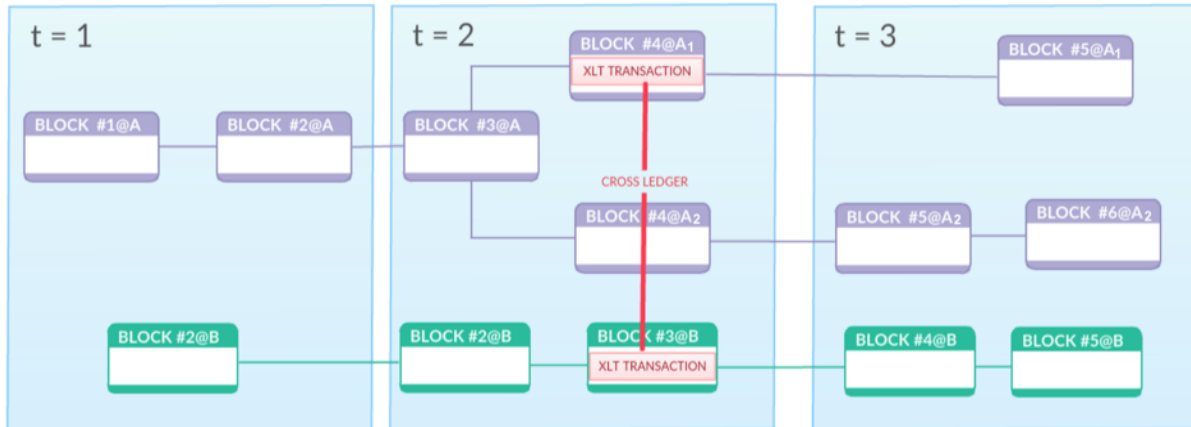 t = 1
BLOCK #1@A
BLOCK #2@A
BLOCK #2@B
t = 2
BLOCK #4@A₁
XLT TRANSACTION
BLOCK #3@A
CROSS LEDGER
BLOCK #4@A₂
BLOCK #2@B
BLOCK #3@B
XLT TRANSACTION
t = 3
BLOCK #5@A₁
BLOCK #5@A₂
BLOCK #6@A₂
BLOCK #4@B
BLOCK #5@B